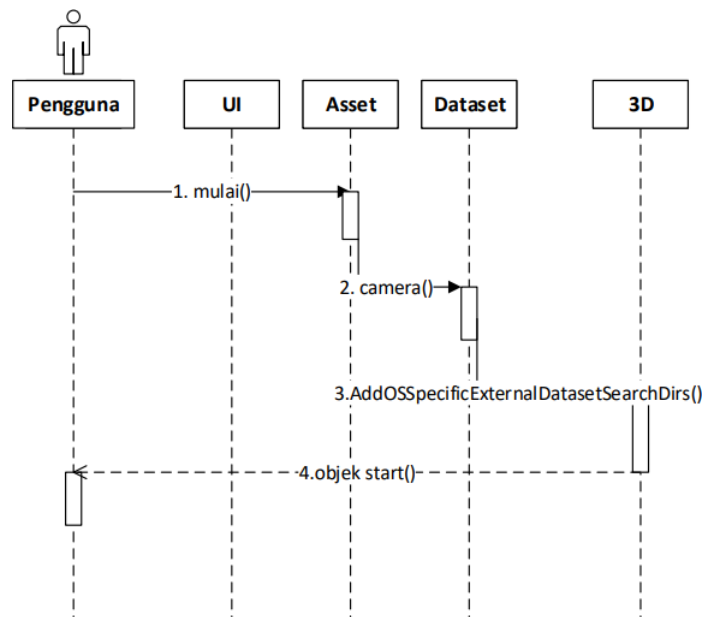 Pengguna
UI
Asset
Dataset
3D
1. mulai()
2. camera()
3.AddOSSpecificExternalDatasetSearchDirs()
4.objek start()